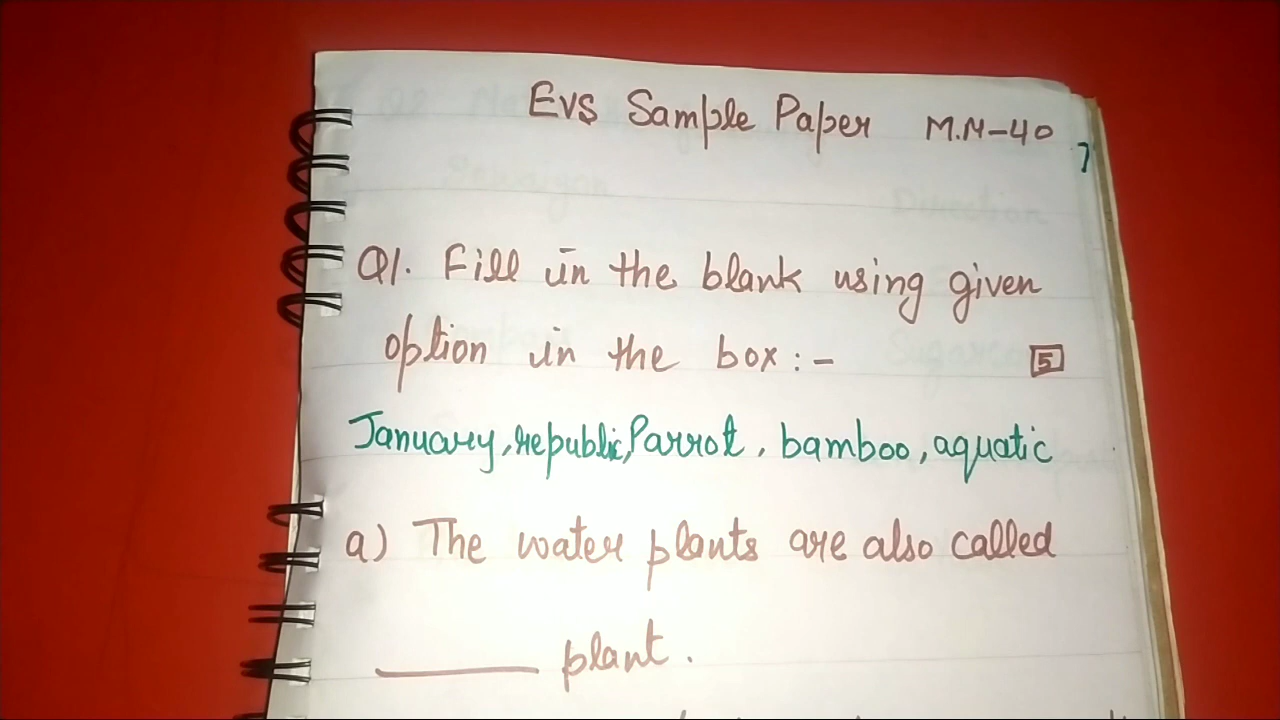 EVS Sample Paper M.M-40
Q1. Fill in the blank using given
option in the box:- 5
January, republic, Parrot, bamboo, aquatic
a) The water plants are also called
______ plant.